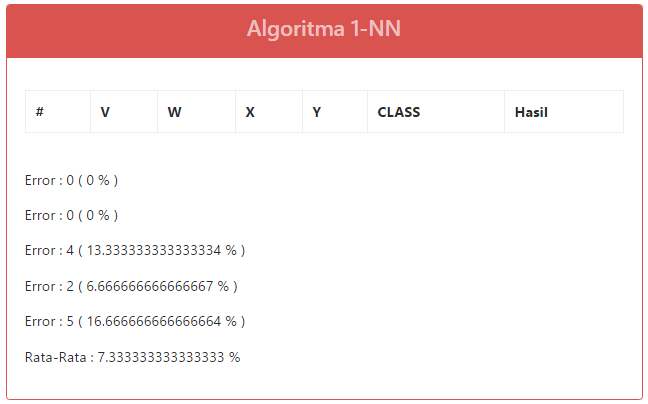 Algoritma 1-NN
# V W X Y CLASS Hasil
Error : 0 ( 0 % )
Error : 0 ( 0 % )
Error : 4 ( 13.333333333333334 % )
Error : 2 ( 6.666666666666667 % )
Error : 5 ( 16.666666666666664 % )
Rata-Rata : 7.333333333333333 %